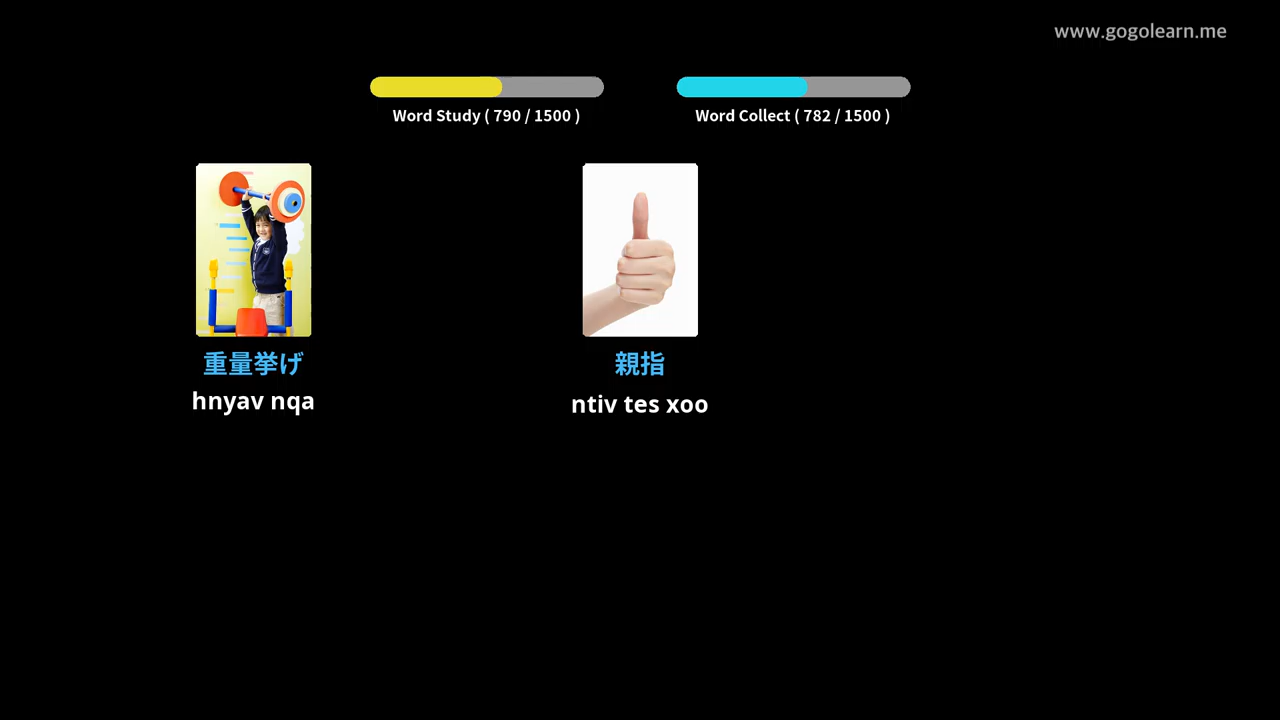 www.gogolearn.me
Word Study ( 790 / 1500 )
Word Collect ( 782 / 1500 )
重量挙げ
hnyav nqa
親指
ntiv tes xoo